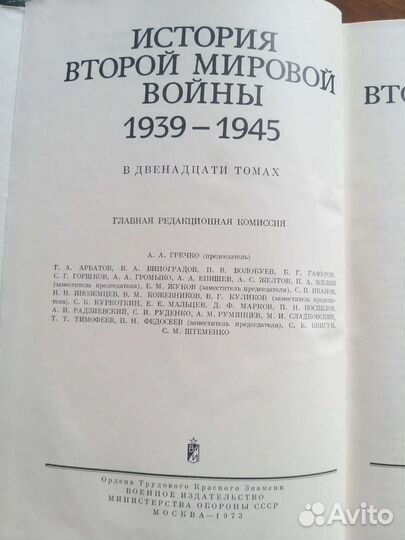 ИСТОРИЯ
ВТОРОЙ МИРОВОЙ
ВОЙНЫ
1939 – 1945
В ДВЕНАДЦАТИ ТОМАХ
ГЛАВНАЯ РЕДАКЦИОННАЯ КОМИССИЯ
А. А. ГРЕЧКО (председатель)
Г. А. АРБАТОВ, В. А. ВИНОГРАДОВ, П. В. ВОЛОБУЕВ, Б. Г. ГАФУРОВ,
С. Г. ГОРШКОВ, А. А. ГРОМЫКО, А. А. ЕПИШЕВ, А. С. ЖЕЛТОВ, П. А. ЖИЛИН
(заместитель председателя), Е. М. ЖУКОВ (заместитель председателя), С. П. ИВАНОВ,
Н. Н. ИНОЗЕМЦЕВ, В. М. КОЖЕВНИКОВ, В. Г. КУЛИКОВ (заместитель председа-
теля), С. К. КУРКОТКИН, Е. Е. МАЛЬЦЕВ, Д. Ф. МАРКОВ, П. Н. ПОСПЕЛОВ,
А. И. РАДЗИЕВСКИЙ, С. И. РУДЕНКО, А. М. РУМЯНЦЕВ, М. И. СЛАДКОВСКИЙ,
Т. Т. ТИМОФЕЕВ, П. Н. ФЕДОСЕЕВ (заместитель председателя), С. К. ЦВИГУН,
С. М. ШТЕМЕНКО
Ордена Трудового Красного Знамени
ВОЕННОЕ ИЗДАТЕЛЬСТВО
МИНИСТЕРСТВА ОБОРОНЫ СССР
МОСКВА — 1973
ВТО
Avito